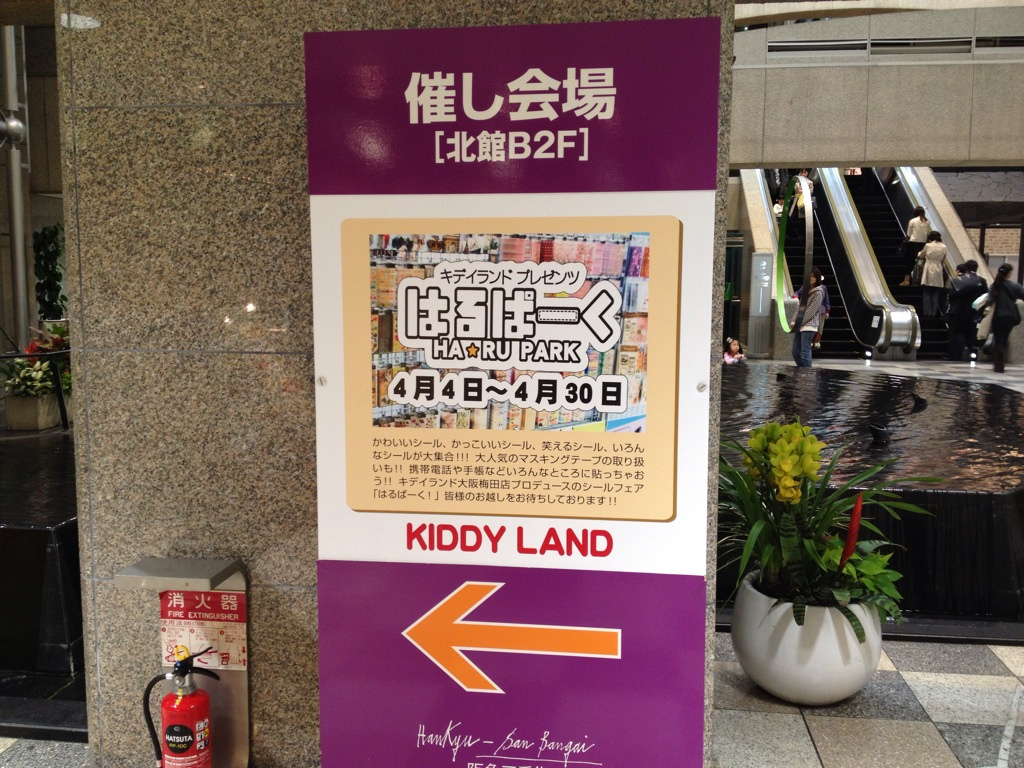 催し会場
[北館B2F]
キデイランド プレゼンツ
はるぱーく
HA★RU PARK
4月4日〜4月30日
かわいいシール、かっこいいシール、笑えるシール、いろん
なシールが大集合!!! 大人気のマスキングテープの取り扱
いも!! 携帯電話や手帳などいろんなところに貼っちゃお
う!! キデイランド大阪梅田店プロデュースのシールフェア
「はるぱーく！」皆様のお越しをお待ちしております!!
KIDDY LAND
Hankyu – San Bangai
消火器
FIRE EXTINGUISHER
HATSUTA